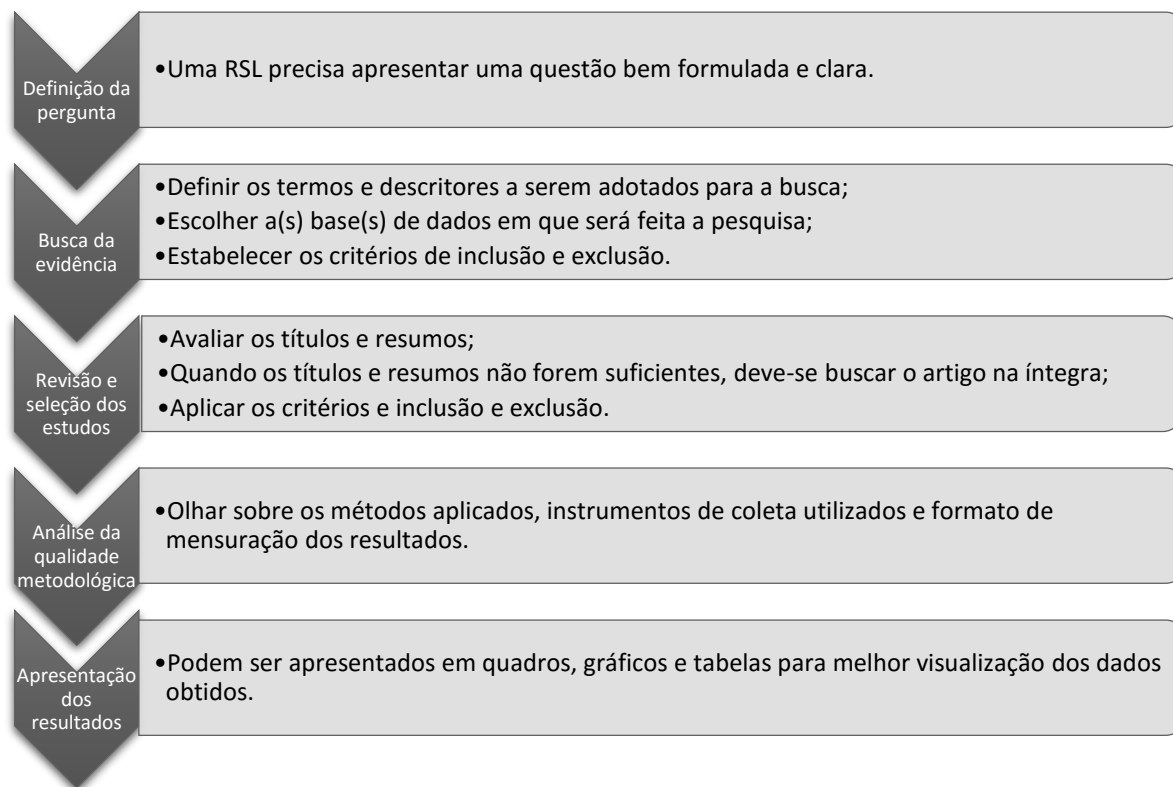 Definição da
pergunta
•Uma RSL precisa apresentar uma questão bem formulada e clara.
Busca da
evidência
•Definir os termos e descritores a serem adotados para a busca;
•Escolher a(s) base(s) de dados em que será feita a pesquisa;
•Estabelecer os critérios de inclusão e exclusão.
Revisão e
seleção dos
estudos
•Avaliar os títulos e resumos;
•Quando os títulos e resumos não forem suficientes, deve-se buscar o artigo na íntegra;
•Aplicar os critérios e inclusão e exclusão.
Análise da
qualidade
metodológica
•Olhar sobre os métodos aplicados, instrumentos de coleta utilizados e formato de
mensuração dos resultados.
Apresentação
dos
resultados
•Podem ser apresentados em quadros, gráficos e tabelas para melhor visualização dos dados
obtidos.